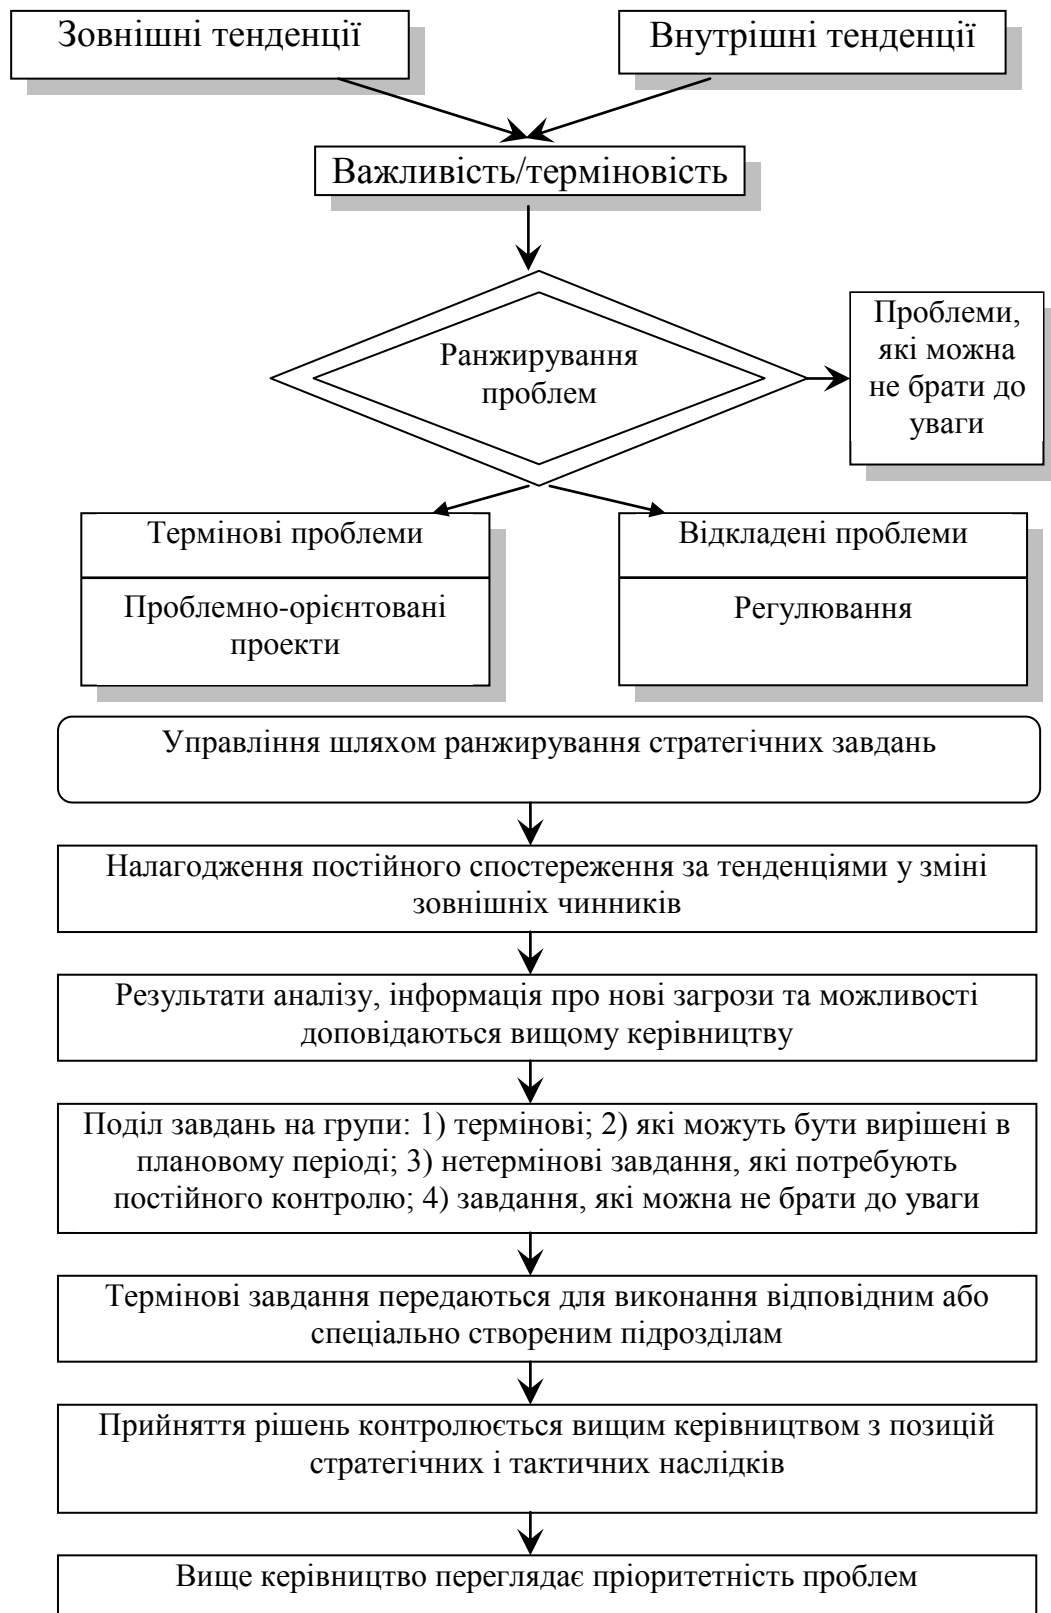 Зовнішні тенденції
Внутрішні тенденції
Важливість/терміновість
Ранжирування
проблем
Проблеми,
які можна
не брати до
уваги
Термінові проблеми
Проблемно-орієнтовані
проекти
Відкладені проблеми
Регулювання
Управління шляхом ранжирування стратегічних завдань
Налагодження постійного спостереження за тенденціями у зміні
зовнішніх чинників
Результати аналізу, інформація про нові загрози та можливості
доповідаються вищому керівництву
Поділ завдань на групи: 1) термінові; 2) які можуть бути вирішені в
плановому періоді; 3) нетермінові завдання, які потребують
постійного контролю; 4) завдання, які можна не брати до уваги
Термінові завдання передаються для виконання відповідним або
спеціально створеним підрозділам
Прийняття рішень контролюється вищим керівництвом з позицій
стратегічних і тактичних наслідків
Вище керівництво переглядає пріоритетність проблем